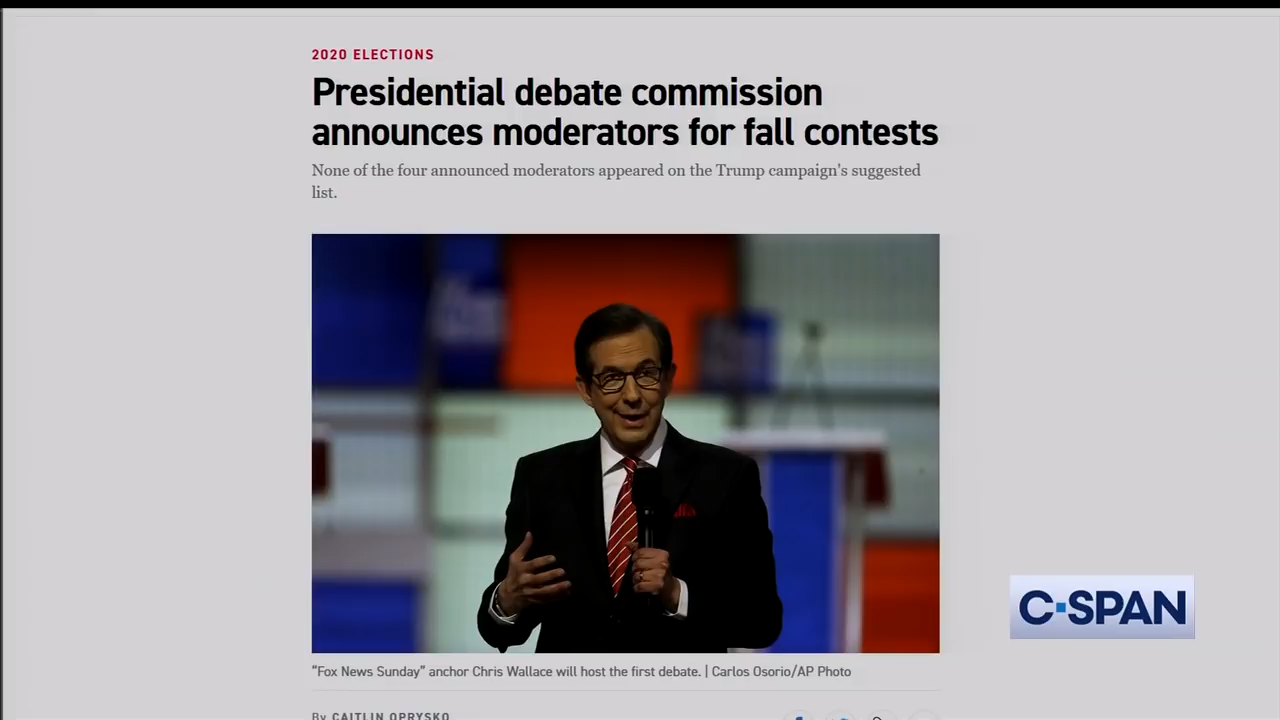 2020 ELECTIONS
Presidential debate commission
announces moderators for fall contests
None of the four announced moderators appeared on the Trump campaign's suggested
list.
C-SPAN
“Fox News Sunday” anchor Chris Wallace will host the first debate. | Carlos Osorio/AP Photo
By CAITLIN OPRYSKO